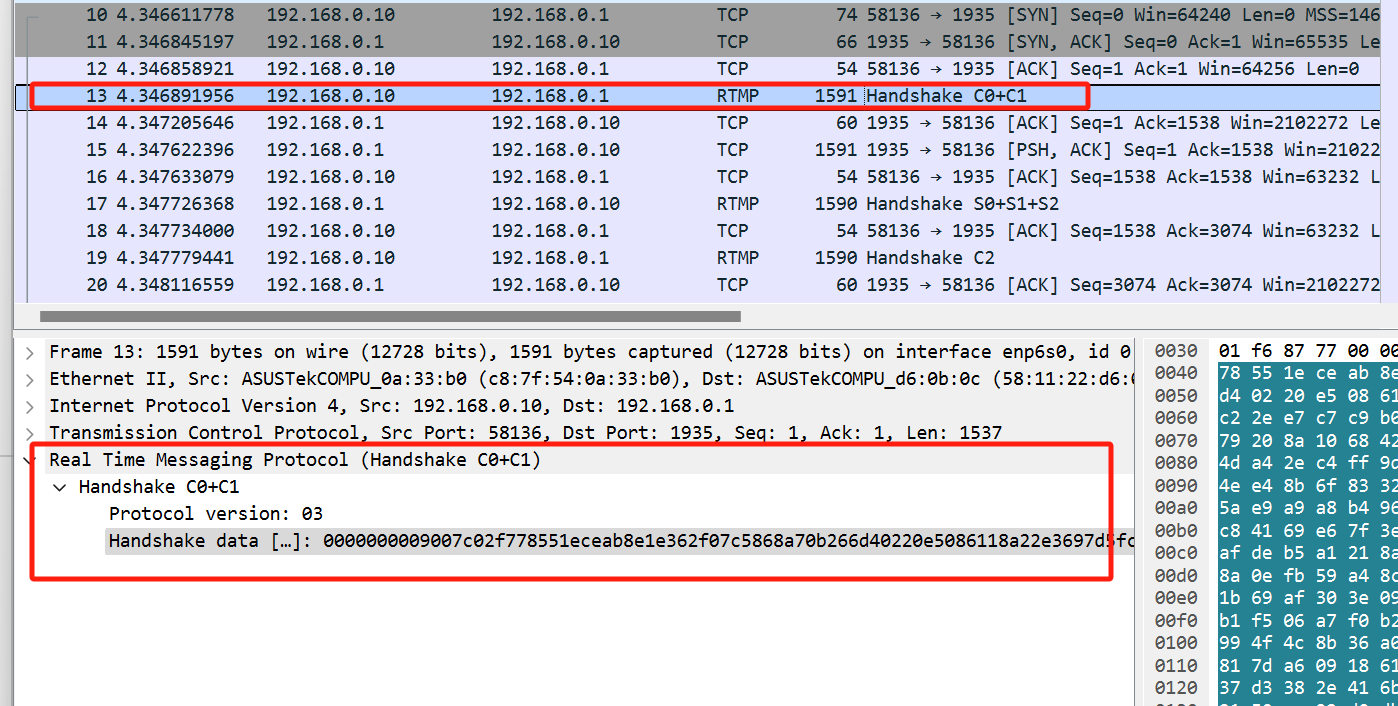 10 4.346611778 192.168.0.10 192.168.0.1 TCP 74 58136 → 1935 [SYN] Seq=0 Win=64240 Len=0 MSS=146
11 4.346845197 192.168.0.1 192.168.0.10 TCP 66 1935 → 58136 [SYN, ACK] Seq=0 Ack=1 Win=65535 Le
12 4.346858921 192.168.0.10 192.168.0.1 TCP 54 58136 → 1935 [ACK] Seq=1 Ack=1 Win=64256 Len=0
13 4.346891956 192.168.0.10 192.168.0.1 RTMP 1591 Handshake C0+C1
14 4.347205646 192.168.0.1 192.168.0.10 TCP 60 1935 → 58136 [ACK] Seq=1 Ack=1538 Win=2102272 Le
15 4.347622396 192.168.0.1 192.168.0.10 TCP 1591 1935 → 58136 [PSH, ACK] Seq=1 Ack=1538 Win=21022
16 4.347633079 192.168.0.10 192.168.0.1 TCP 54 58136 → 1935 [ACK] Seq=1538 Ack=1538 Win=63232 L
17 4.347726368 192.168.0.1 192.168.0.10 RTMP 1590 Handshake S0+S1+S2
18 4.347734000 192.168.0.10 192.168.0.1 TCP 54 58136 → 1935 [ACK] Seq=1538 Ack=3074 Win=63232 L
19 4.347779441 192.168.0.10 192.168.0.1 RTMP 1590 Handshake C2
20 4.348116559 192.168.0.1 192.168.0.10 TCP 60 1935 → 58136 [ACK] Seq=3074 Ack=3074 Win=2102272
Frame 13: 1591 bytes on wire (12728 bits), 1591 bytes captured (12728 bits) on interface enp6s0, id 0
Ethernet II, Src: ASUSTekCOMPU_0a:33:b0 (c8:7f:54:0a:33:b0), Dst: ASUSTekCOMPU_d6:0b:0c (58:11:22:d6:
Internet Protocol Version 4, Src: 192.168.0.10, Dst: 192.168.0.1
Transmission Control Protocol, Src Port: 58136, Dst Port: 1935, Seq: 1, Ack: 1, Len: 1537
Real Time Messaging Protocol (Handshake C0+C1)
Handshake C0+C1
Protocol version: 03
Handshake data […]: 0000000009007c02f778551eceab8e1e362f07c5868a70b266d40220e5086118a22e3697d5fc
0030 01 f6 87 77 00 00
0040 78 55 1e ce ab 8e
0050 d4 02 20 e5 08 61
0060 c2 2e e7 c7 c9 b0
0070 79 20 8a 10 68 42
0080 4d a4 2e c4 ff 9d
0090 4e e4 8b 6f 83 32
00a0 5a e9 a9 a8 b4 96
00b0 c8 41 69 e6 7f 3e
00c0 af de b5 a1 21 8a
00d0 8a 0e fb 59 a4 8c
00e0 1b 69 af 30 3e 09
00f0 b1 f5 06 a7 f0 b2
0100 99 4f 4c 8b 36 a0
0110 81 7d a6 09 18 61
0120 37 d3 38 2e 41 6b